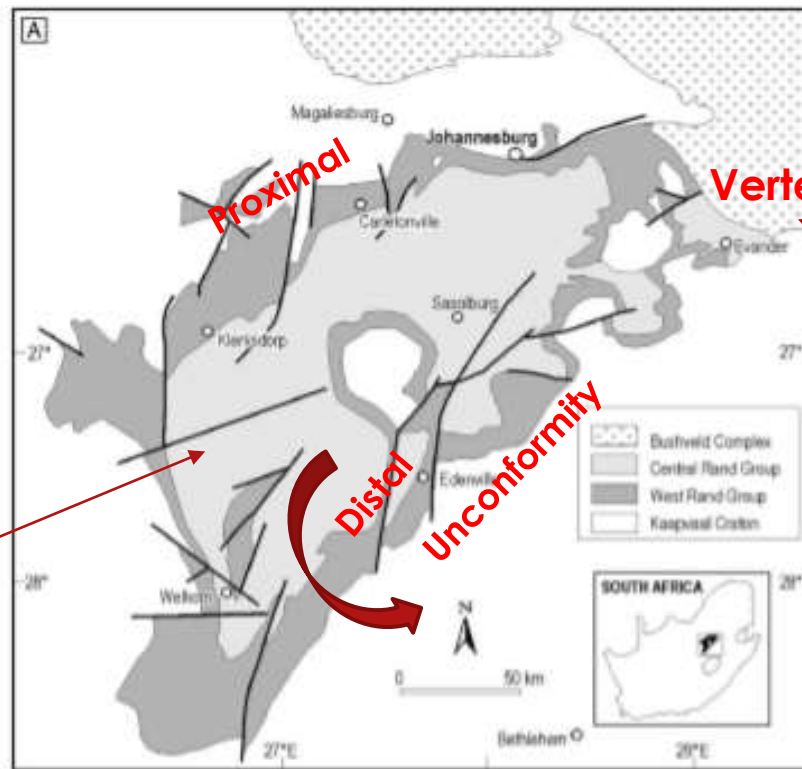 A
Magaliesburg
Johannesburg
Proximal
Verte
Carletonville
Evander
Sasolburg
Klerksdorp
27°
27°
Bushveld Complex
Central Rand Group
West Rand Group
Kaapvaal Craton
Distal
Edenville
Unconformity
28°
28°
Welkom
SOUTH AFRICA
N
0
50 km
Bethlehem
27°E
28°E